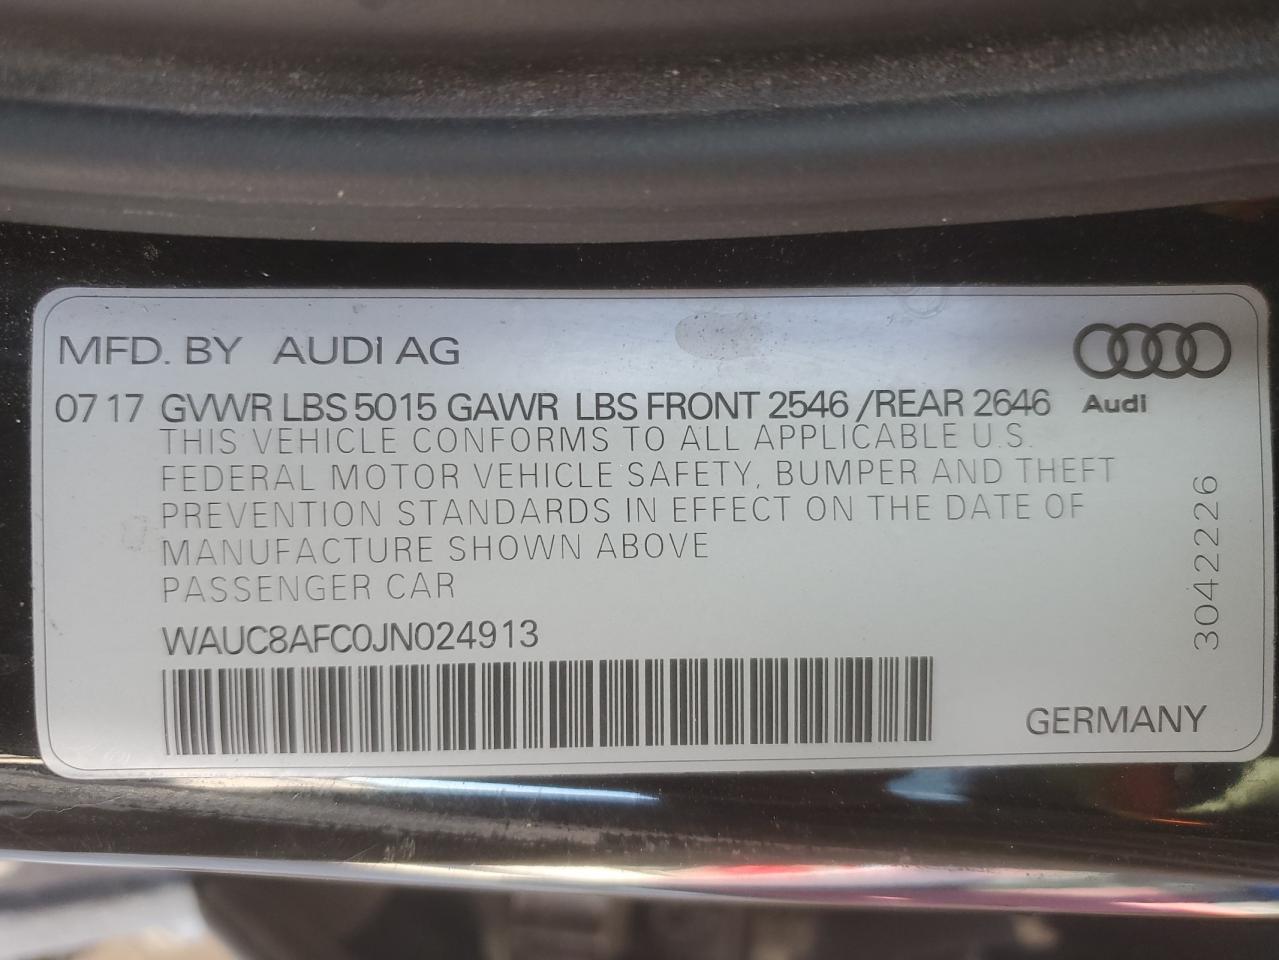 MFD. BY AUDI AG
07 17 GVWR LBS 5015 GAWR LBS FRONT 2546 /REAR 2646
Audi
THIS VEHICLE CONFORMS TO ALL APPLICABLE U.S.
FEDERAL MOTOR VEHICLE SAFETY, BUMPER AND THEFT
PREVENTION STANDARDS IN EFFECT ON THE DATE OF
MANUFACTURE SHOWN ABOVE
PASSENGER CAR
WAUC8AFC0JN024913
3042226
GERMANY